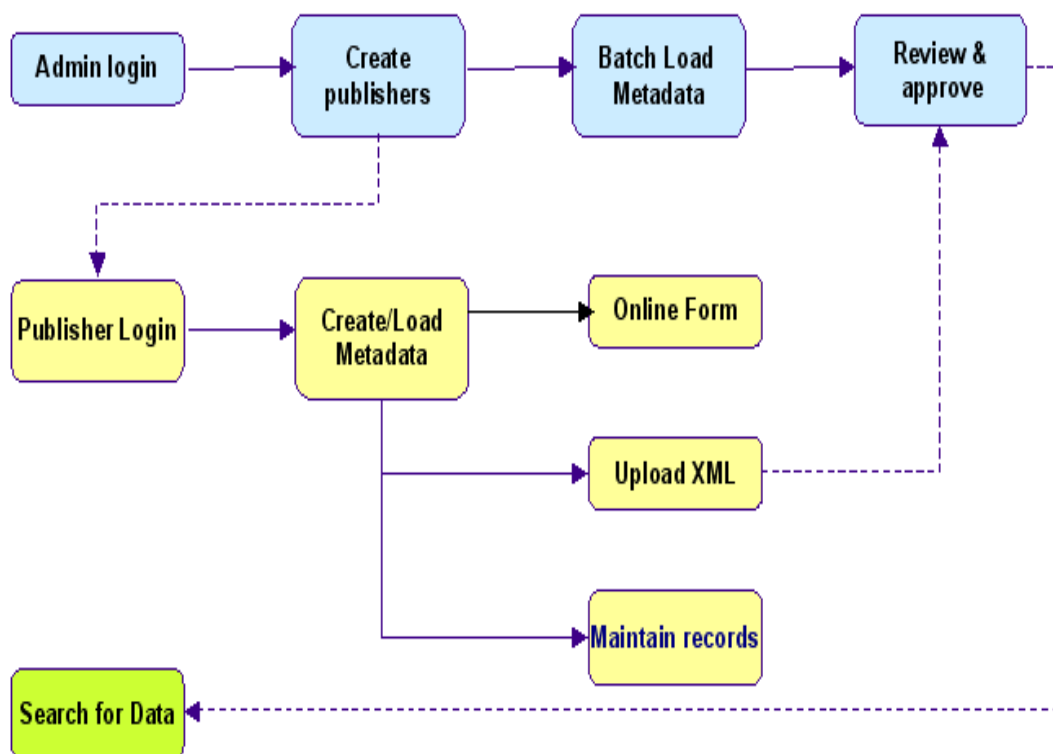 Admin login
Create
publishers
Batch Load
Metadata
Review &
approve
Publisher Login
Create/Load
Metadata
Online Form
Upload XML
Maintain records
Search for Data